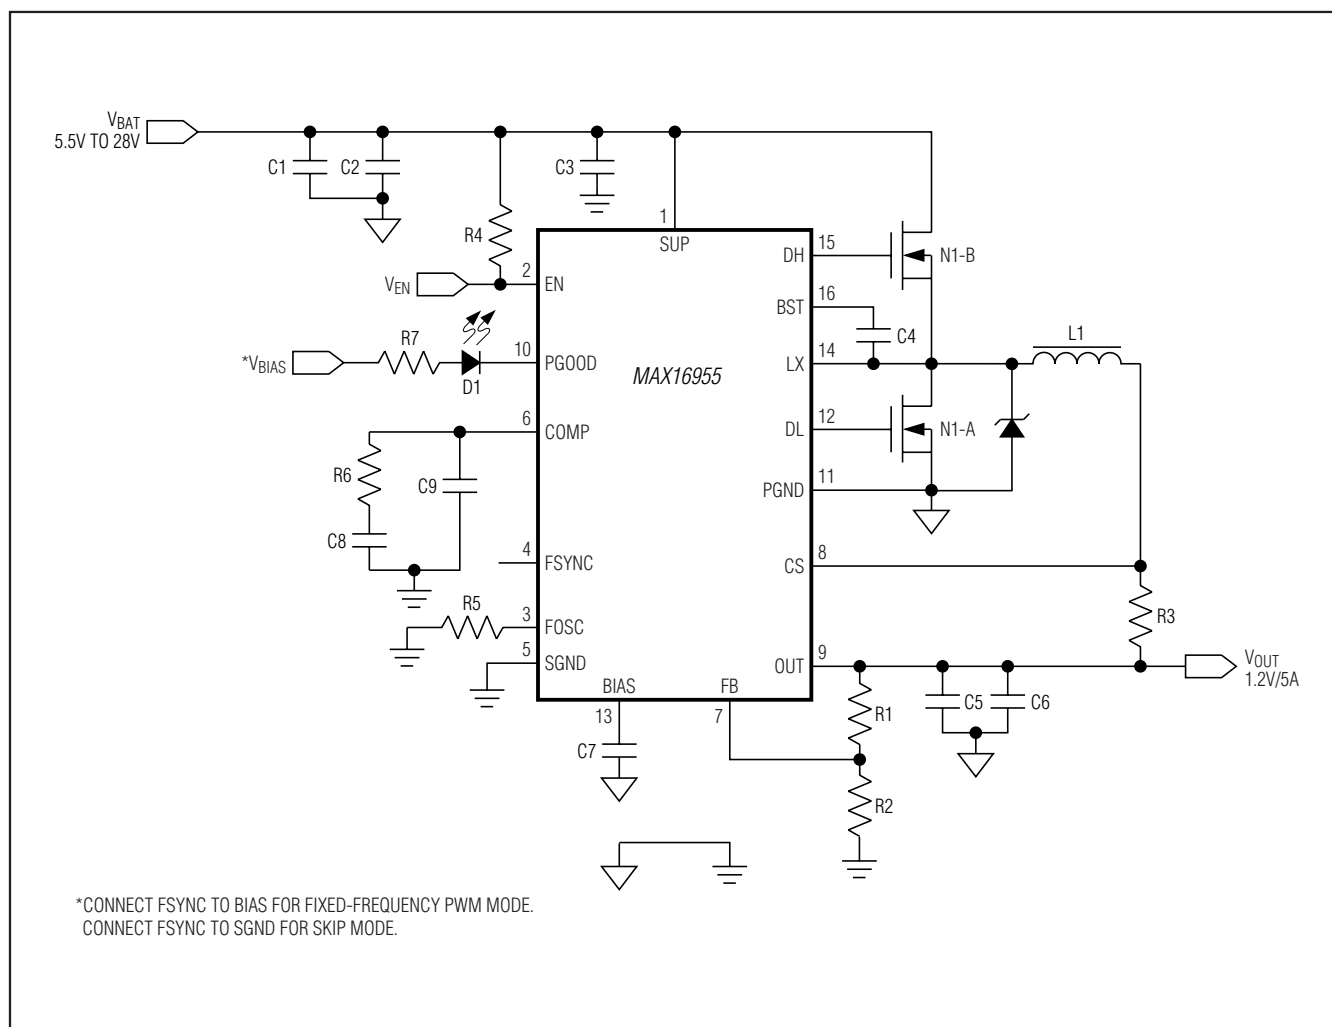 VBAT
5.5V TO 28V
C1
C2
C3
R4
1
SUP
VEN
2
EN
DH
15
N1-B
BST
16
C4
*VBIAS
R7
D1
10
PGOOD
MAX16955
LX
14
L1
6
COMP
DL
12
N1-A
R6
C9
C8
PGND
11
4
FSYNC
CS
8
R3
R5
3
FOSC
5
SGND
OUT
9
VOUT
1.2V/5A
BIAS
FB
13
7
C7
R1
C5
C6
R2
*CONNECT FSYNC TO BIAS FOR FIXED-FREQUENCY PWM MODE.
CONNECT FSYNC TO SGND FOR SKIP MODE.